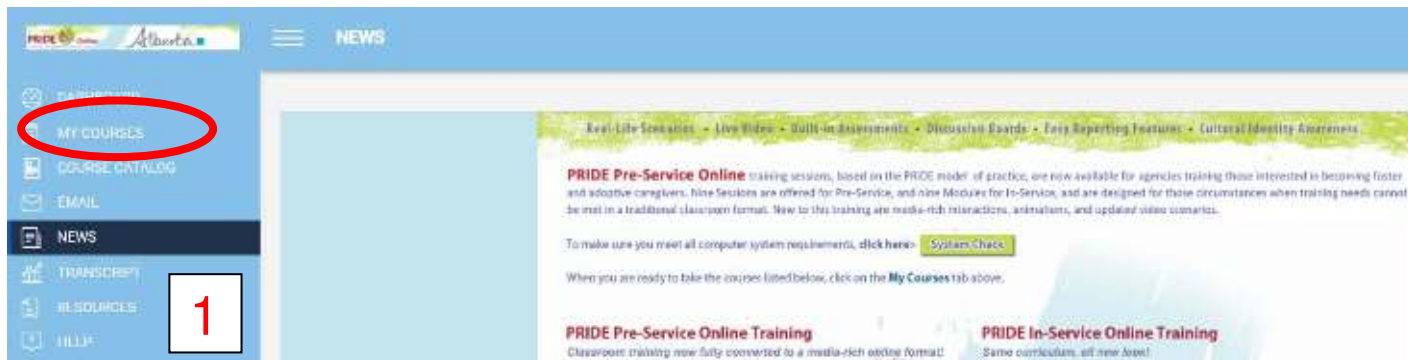 PRIDE Online Alberta
NEWS
DASHBOARD
MY COURSES
COURSE CATALOG
EMAIL
NEWS
TRANSCRIPT
RESOURCES
HELP
1
Real-Life Scenarios • Live Video • Built-in Assessments • Discussion Boards • Easy Reporting Features • Cultural Identity Awareness
PRIDE Pre-Service Online training sessions, based on the PRIDE model of practice, are now available for agencies training those interested in becoming foster
and adoptive caregivers. Nine Sessions are offered for Pre-Service, and nine Modules for In-Service, and are designed for those circumstances when training needs cannot
be met in a traditional classroom format. New to this training are media-rich interactions, animations, and updated video scenarios.
To make sure you meet all computer system requirements, click here> System Check
When you are ready to take the courses listed below, click on the My Courses tab above.
PRIDE Pre-Service Online Training
Classroom training now fully converted to a media-rich online format!
PRIDE In-Service Online Training
Same curriculum, all new look!